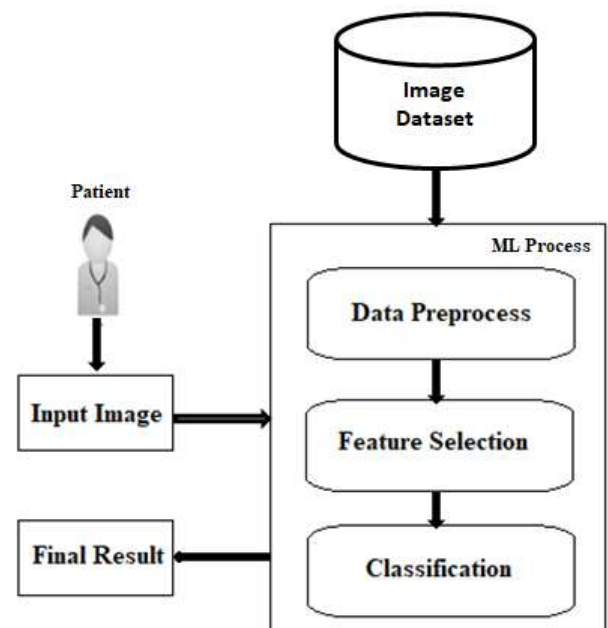 Image
Dataset
Patient
ML Process
Data Preprocess
Input Image
Feature Selection
Final Result
Classification